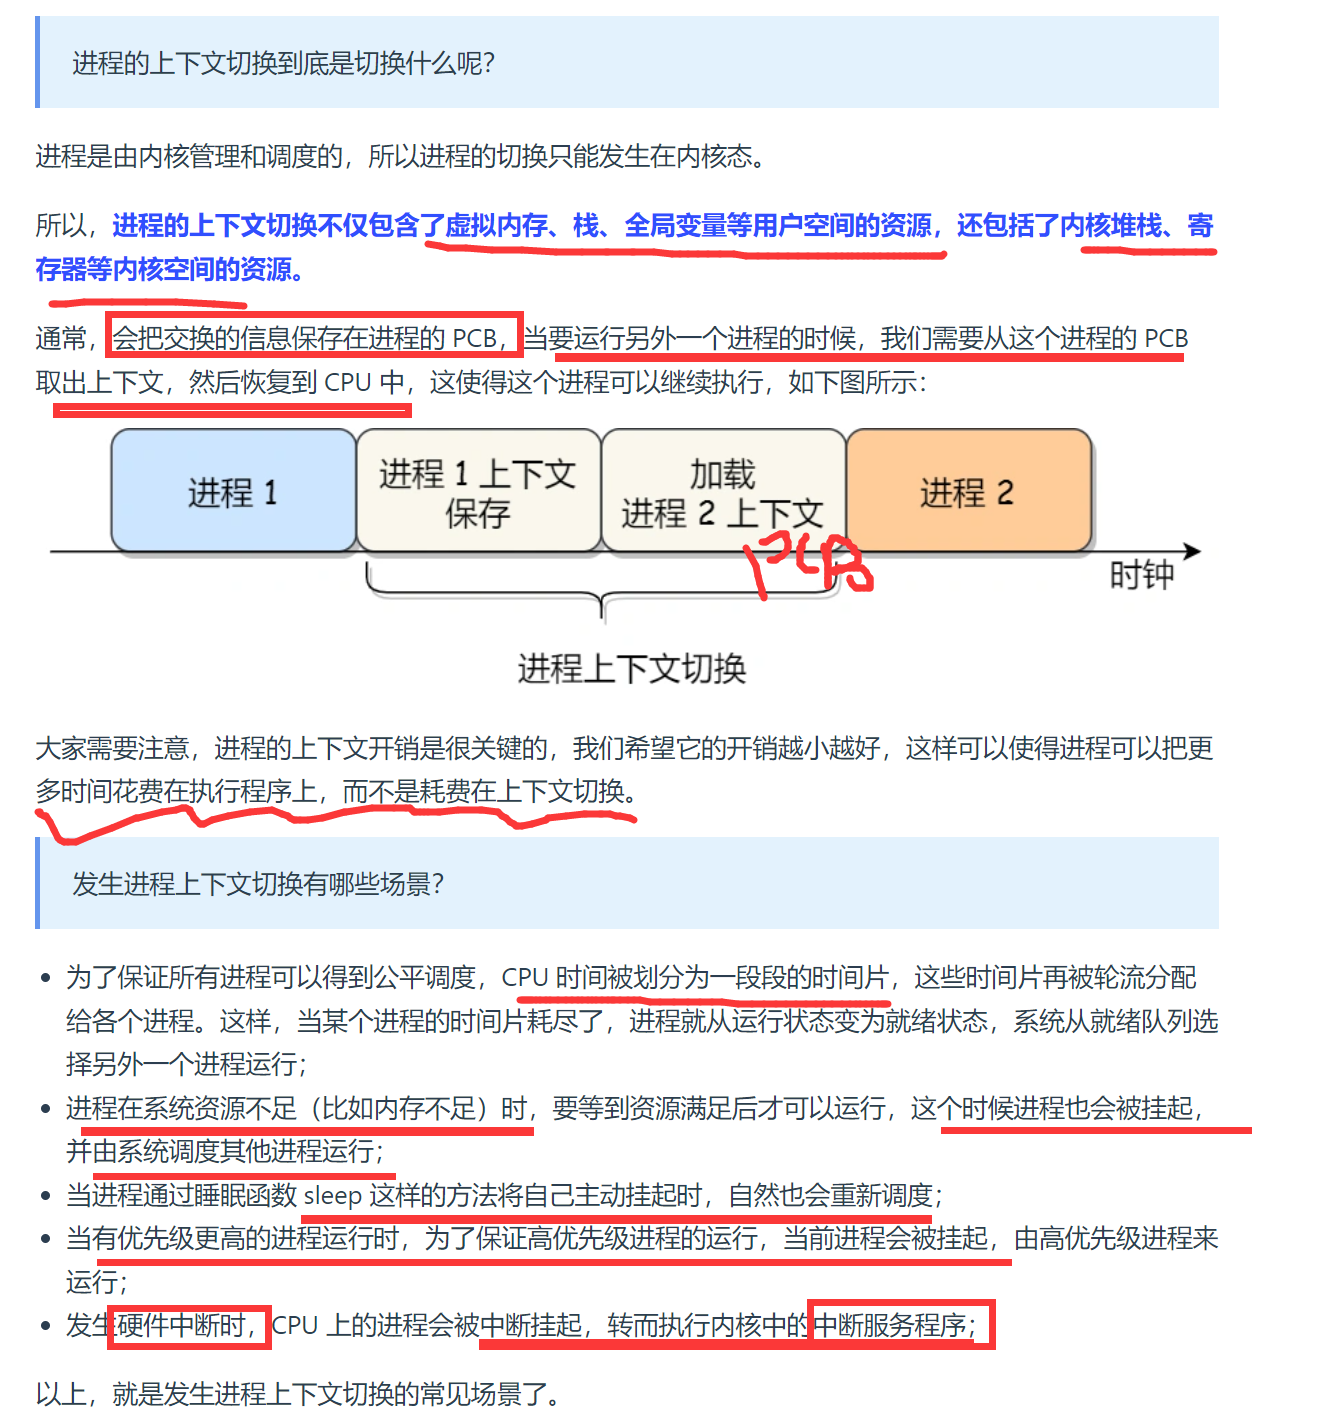 进程的上下文切换到底是切换什么呢？
进程是由内核管理和调度的，所以进程的切换只能发生在内核态。
所以，进程的上下文切换不仅包含了虚拟内存、栈、全局变量等用户空间的资源，还包括了内核堆栈、寄
存器等内核空间的资源。
通常，会把交换的信息保存在进程的 PCB，当要运行另外一个进程的时候，我们需要从这个进程的 PCB
取出上下文，然后恢复到 CPU 中，这使得这个进程可以继续执行，如下图所示：
进程 1
进程 1 上下文
保存
加载
进程 2 上下文
进程 2
PCB
时钟
进程上下文切换
大家需要注意，进程的上下文开销是很关键的，我们希望它的开销越小越好，这样可以使得进程可以把更
多时间花费在执行程序上，而不是耗费在上下文切换。
发生进程上下文切换有哪些场景？
为了保证所有进程可以得到公平调度，CPU 时间被划分为一段段的时间片，这些时间片再被轮流分配
给各个进程。这样，当某个进程的时间片耗尽了，进程就从运行状态变为就绪状态，系统从就绪队列选
择另外一个进程运行；
进程在系统资源不足（比如内存不足）时，要等到资源满足后才可以运行，这个时候进程也会被挂起，
并由系统调度其他进程运行；
当进程通过睡眠函数 sleep 这样的方法将自己主动挂起时，自然也会重新调度；
当有优先级更高的进程运行时，为了保证高优先级进程的运行，当前进程会被挂起，由高优先级进程来
运行；
发生硬件中断时，CPU 上的进程会被中断挂起，转而执行内核中的中断服务程序；
以上，就是发生进程上下文切换的常见场景了。